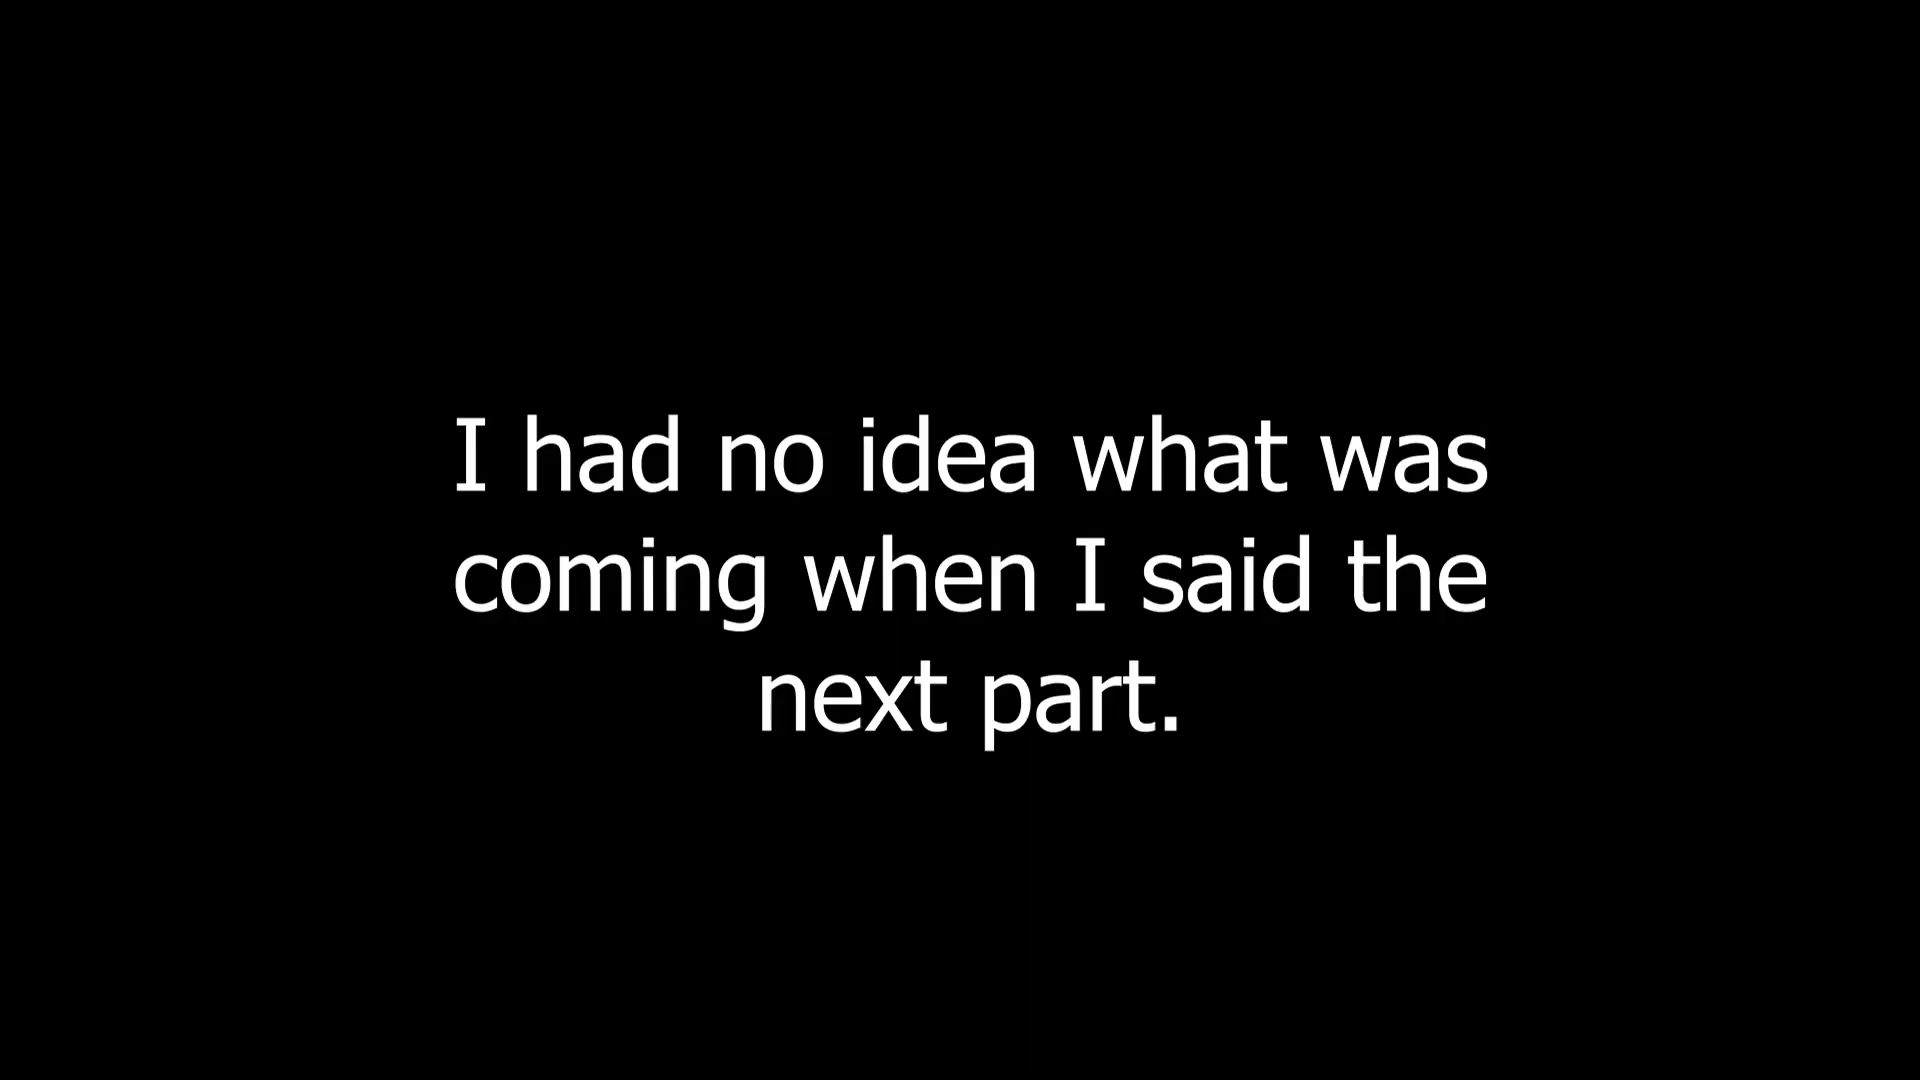 I had no idea what was
coming when I said the
next part.